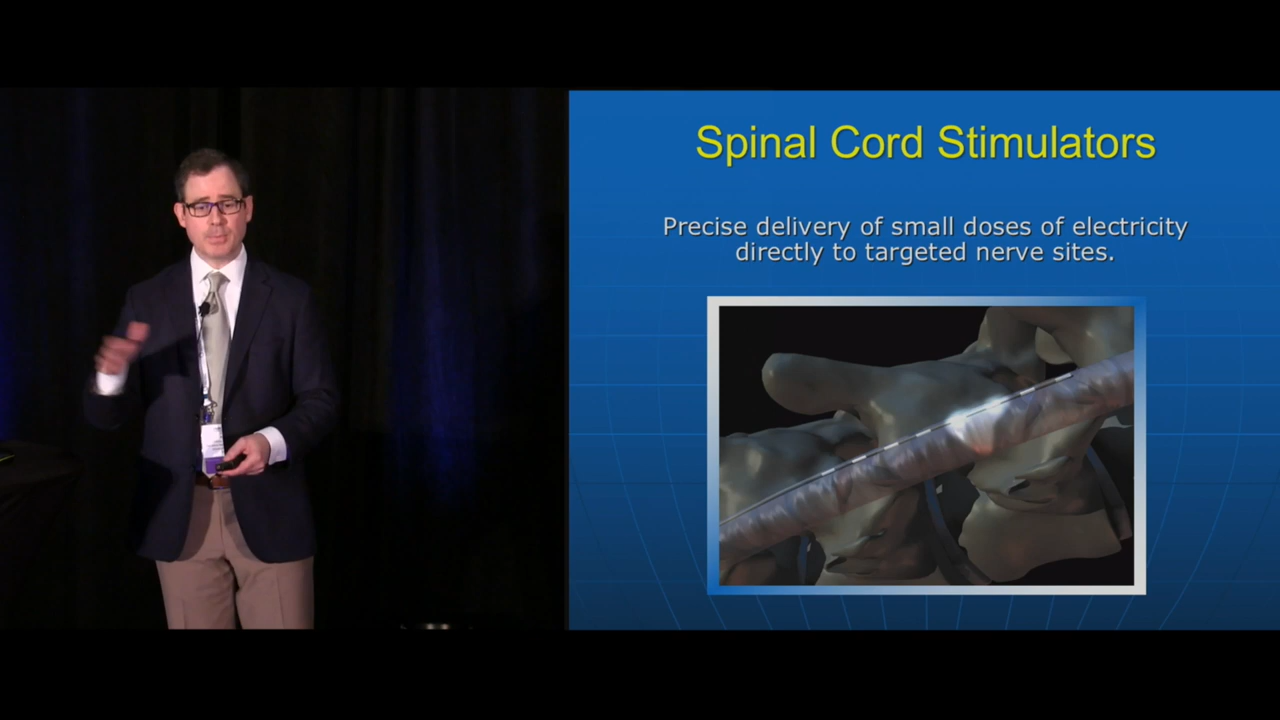 Spinal Cord Stimulators
Precise delivery of small doses of electricity
directly to targeted nerve sites.